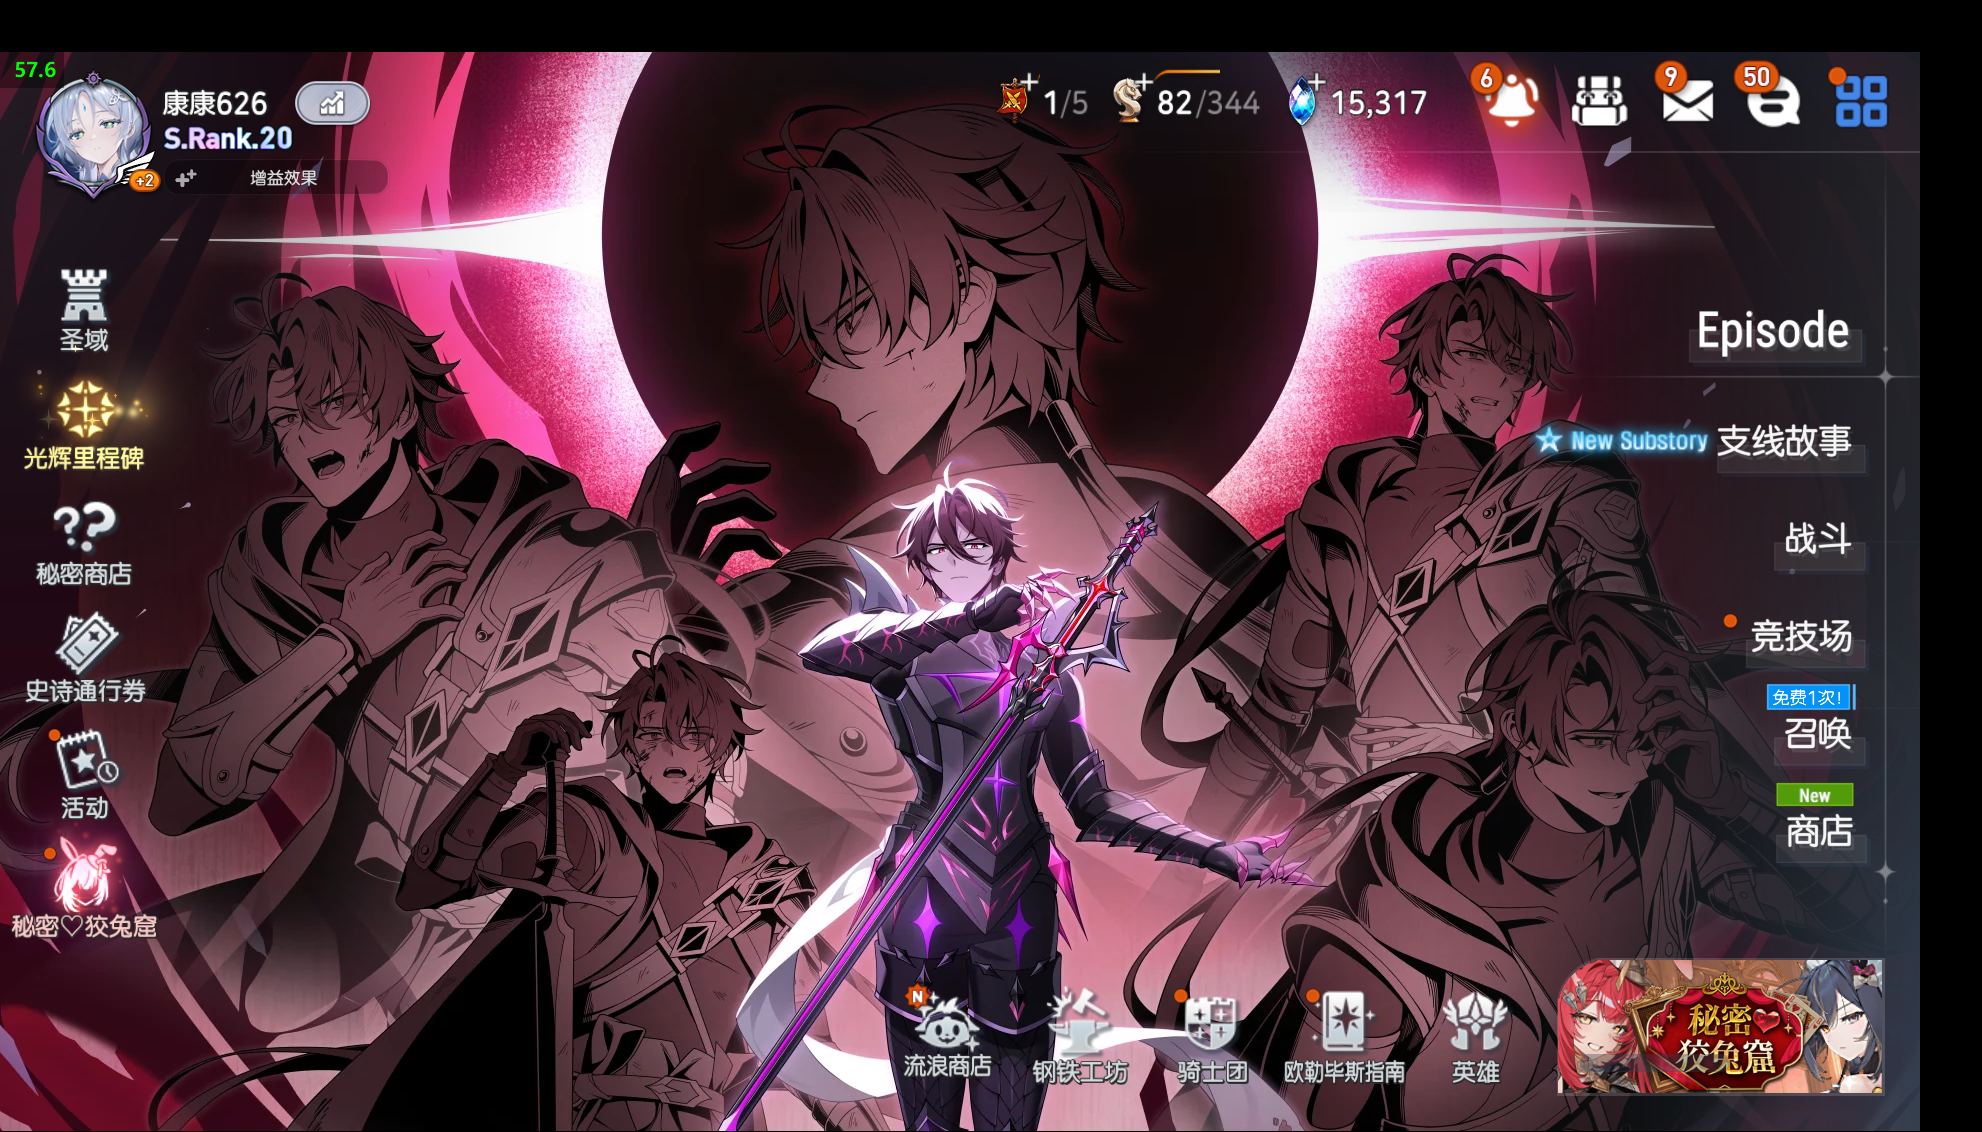 57.6
康康626
S.Rank.20
+2
增益效果
1/5
82/344
15,317
6
9
50
圣域
光辉里程碑
??
秘密商店
史诗通行券
活动
秘密♡狡兔窟
Episode
New Substory 支线故事
战斗
竞技场
免费1次!
召唤
New
商店
N
流浪商店
钢铁工坊
骑士团
欧勒毕斯指南
英雄
秘密
狡兔窟